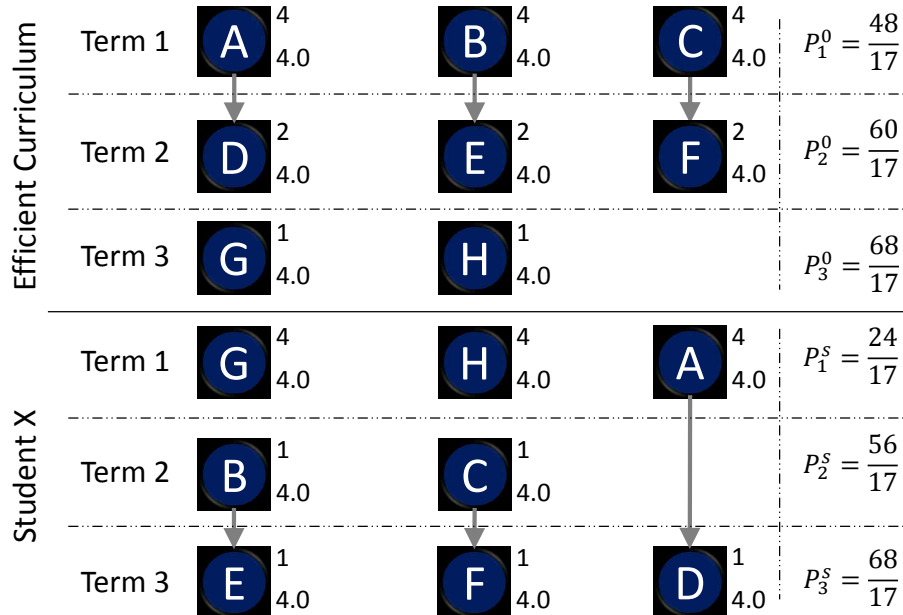 Efficient Curriculum
Term 1 A 4 4.0 B 4 4.0 C 4 4.0 P_1^0 = 48/17
Term 2 D 2 4.0 E 2 4.0 F 2 4.0 P_2^0 = 60/17
Term 3 G 1 4.0 H 1 4.0 P_3^0 = 68/17
Student X
Term 1 G 4 4.0 H 4 4.0 A 4 4.0 P_1^s = 24/17
Term 2 B 1 4.0 C 1 4.0 P_2^s = 56/17
Term 3 E 1 4.0 F 1 4.0 D 1 4.0 P_3^s = 68/17